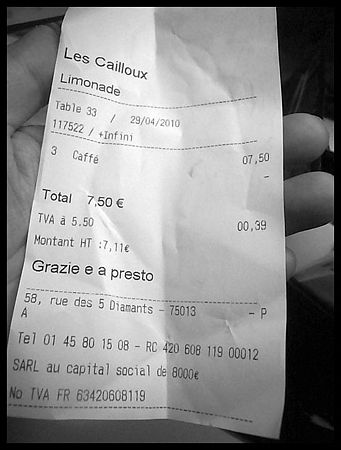 Les Cailloux
Limonade
Table 33 / 29/04/2010
117522 / +Infini
3 Caffé 07,50
-
Total 7,50 €
TVA à 5.50 00,39
Montant HT :7,11€
Grazie e a presto
58, rue des 5 Diamants - 75013 - P
A
Tel 01 45 80 15 08 - RC 420 608 119 00012
SARL au capital social de 8000€
No TVA FR 63420608119